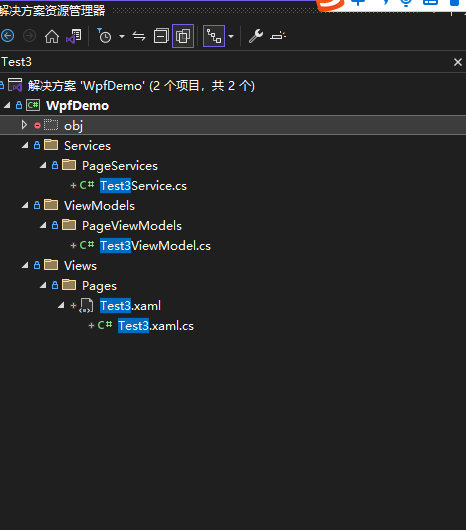 解决方案资源管理器
Test3
解决方案 'WpfDemo' (2 个项目，共 2 个)
C# WpfDemo
obj
Services
PageServices
C# Test3Service.cs
ViewModels
PageViewModels
C# Test3ViewModel.cs
Views
Pages
Test3.xaml
C# Test3.xaml.cs